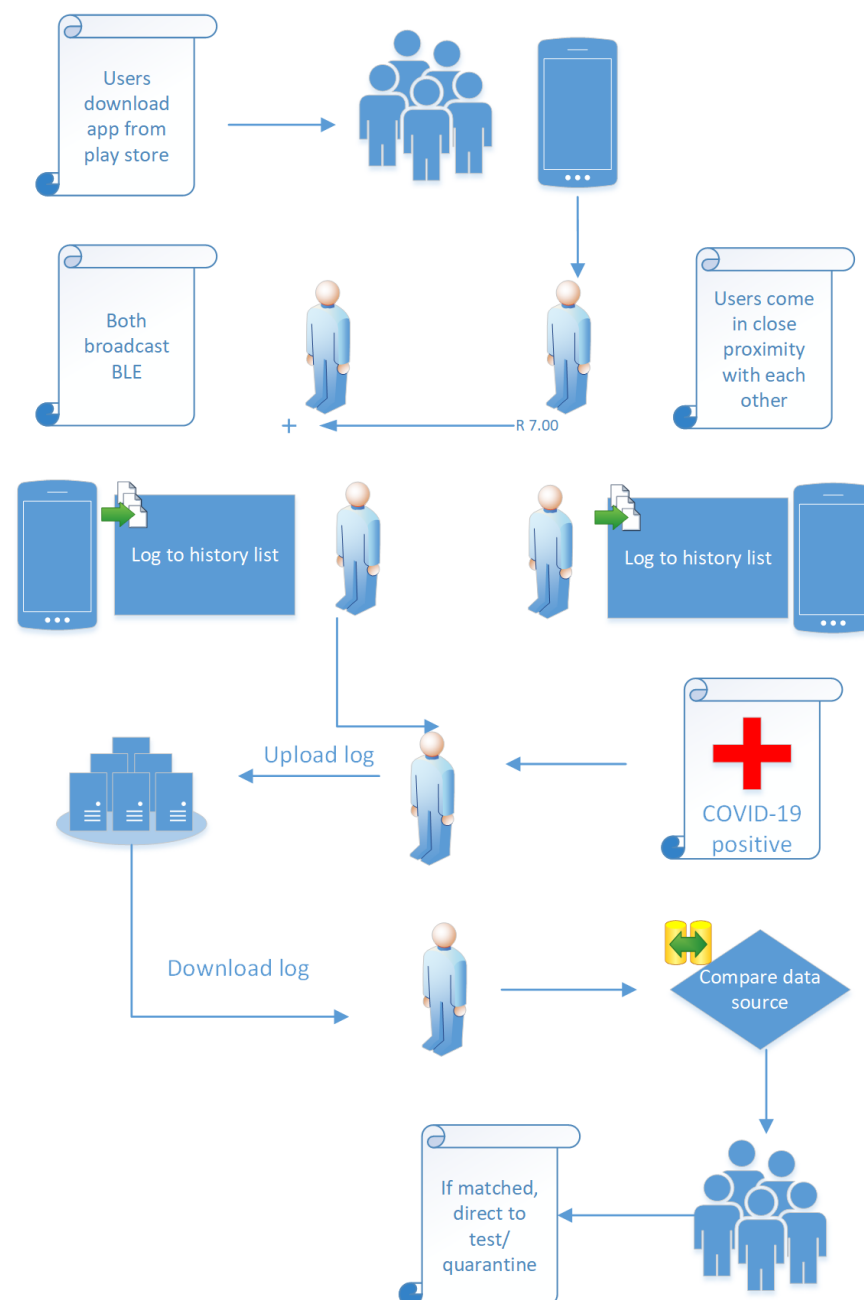 Users
download
app from
play store
Both
broadcast
BLE
Users come
in close
proximity
with each
other
+
R 7.00
Log to history list
Log to history list
Upload log
COVID-19
positive
Download log
Compare data
source
If matched,
direct to
test/
quarantine